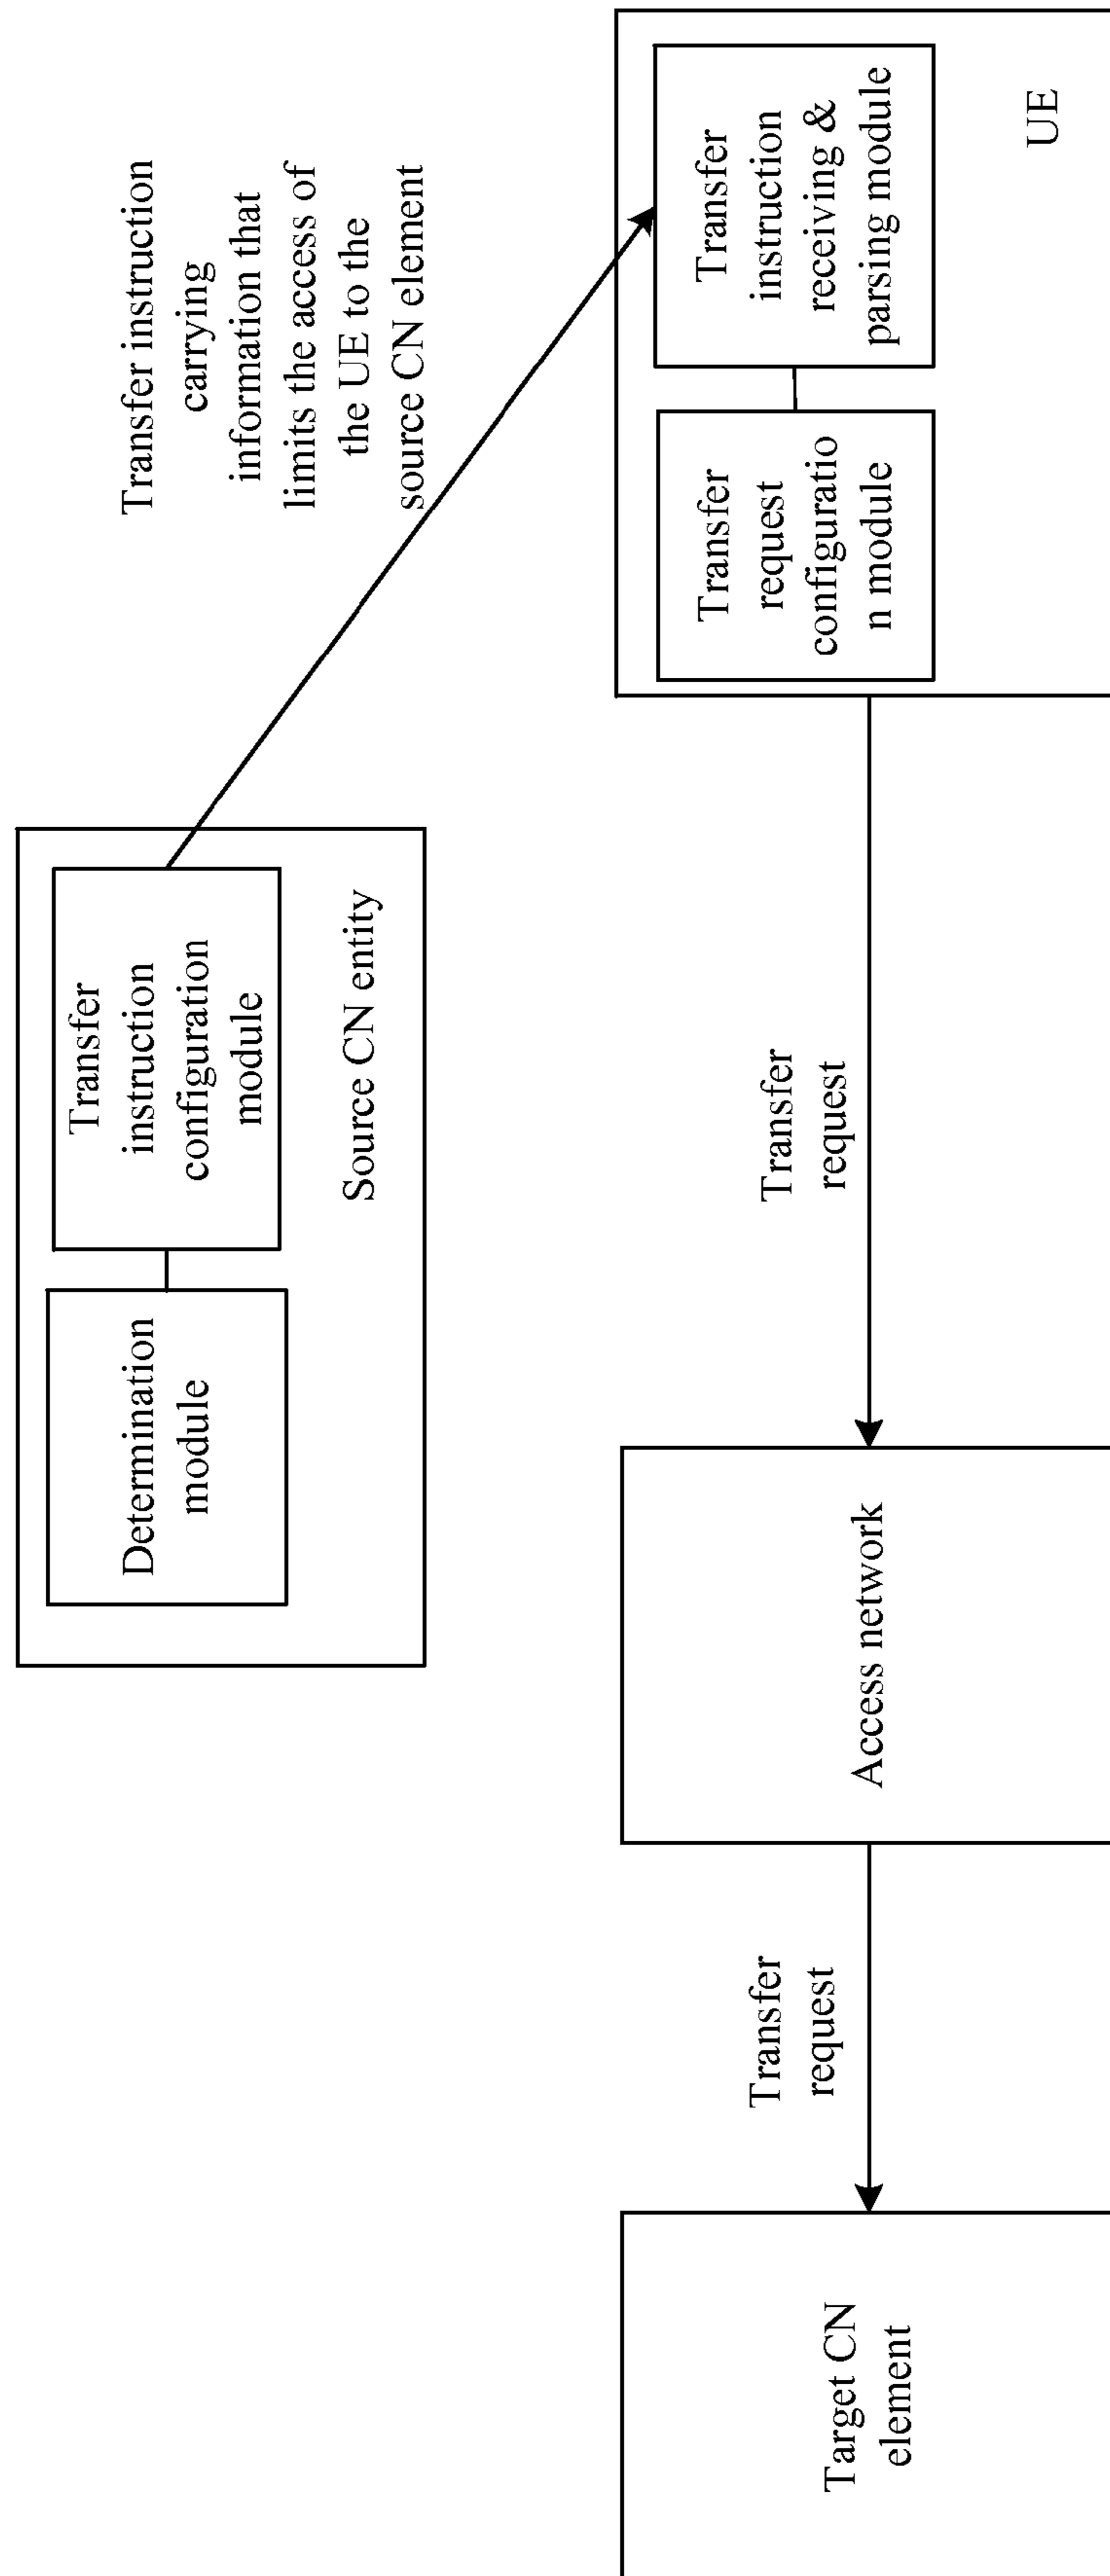 Determination
module
Transfer
instruction
configuration
module
Source CN entity
Transfer instruction
carrying
information that
limits the access of
the UE to the
source CN element
Target CN
element
Transfer
request
Access network
Transfer
request
Transfer
request
configuratio
n module
Transfer
instruction
receiving &
parsing module
UE